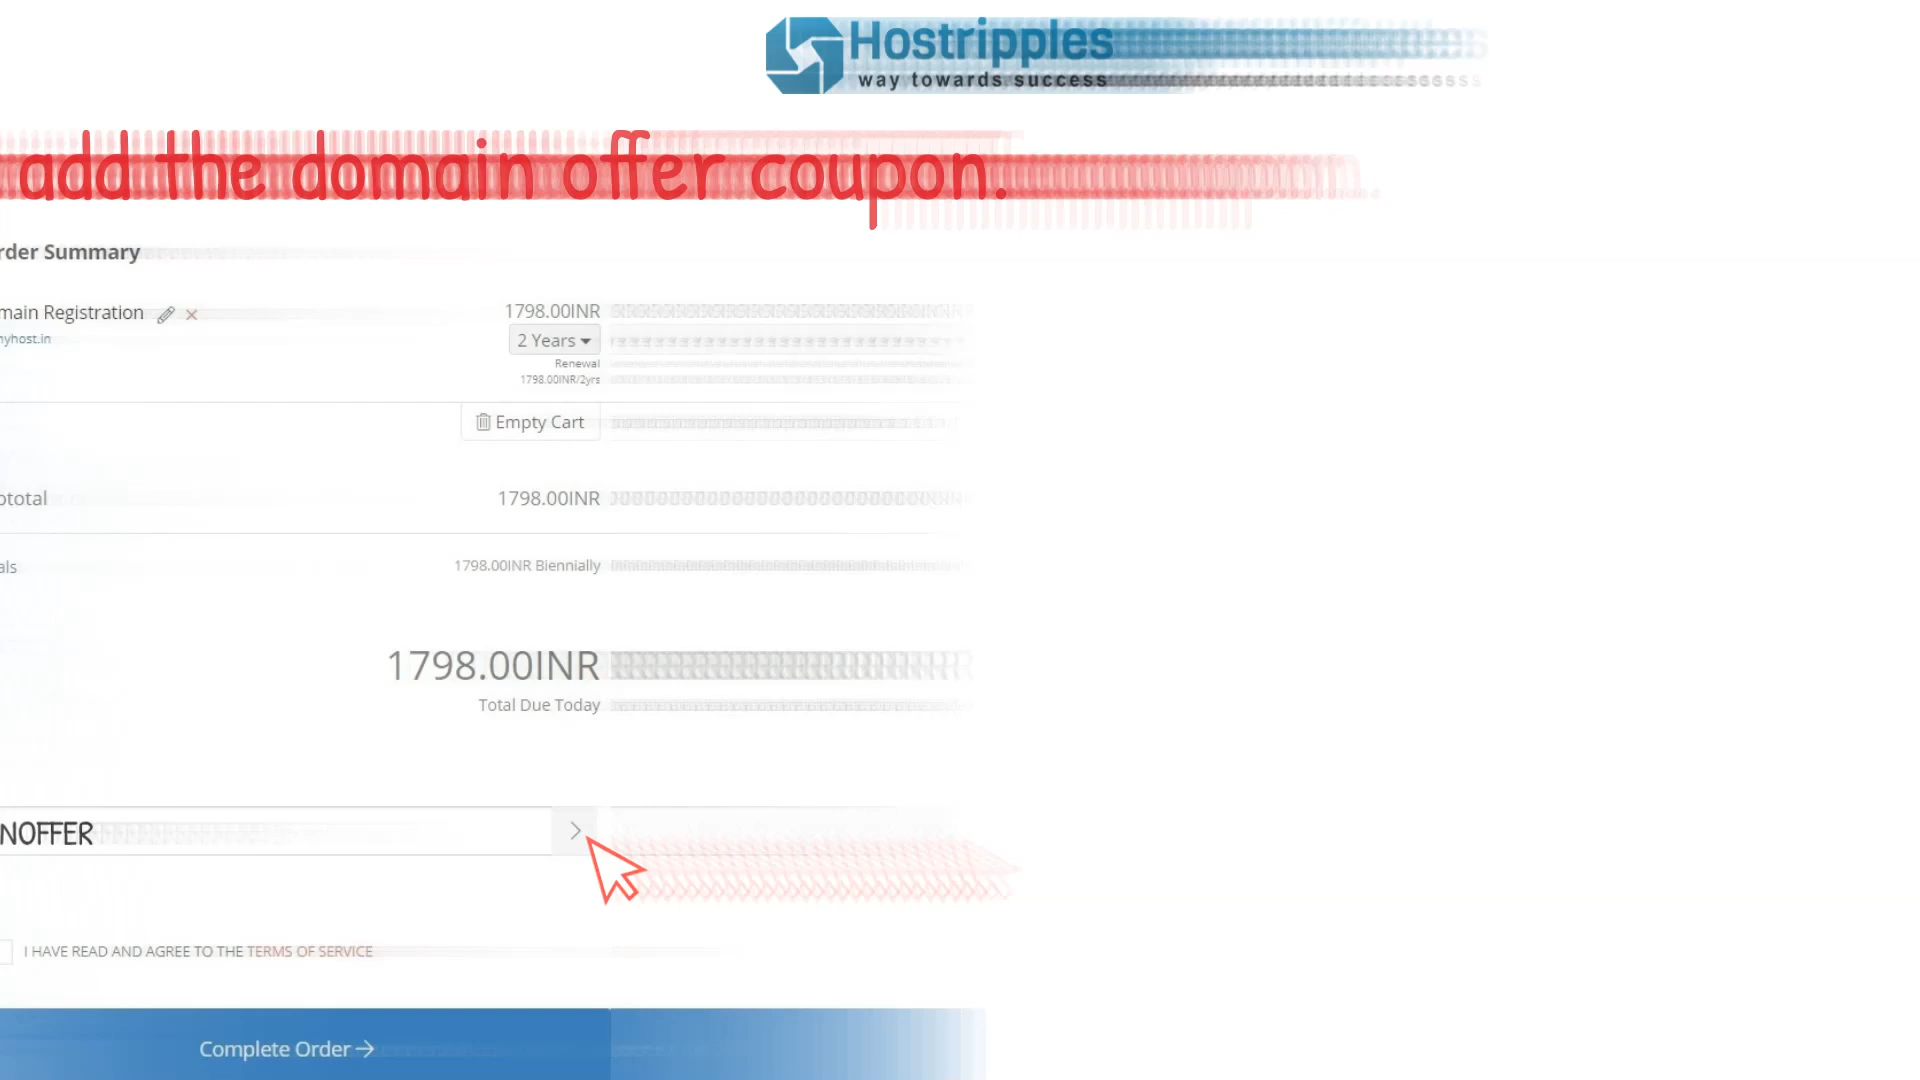 Hostripples
way towards success
add the domain offer coupon.
rder Summary
main Registration
1798.00INR
yhost.in
2 Years
Renewal
1798.00INR/2yrs
Empty Cart
ototal
1798.00INR
als
1798.00INR Biennially
1798.00INR
Total Due Today
NOFFER
I HAVE READ AND AGREE TO THE TERMS OF SERVICE
Complete Order